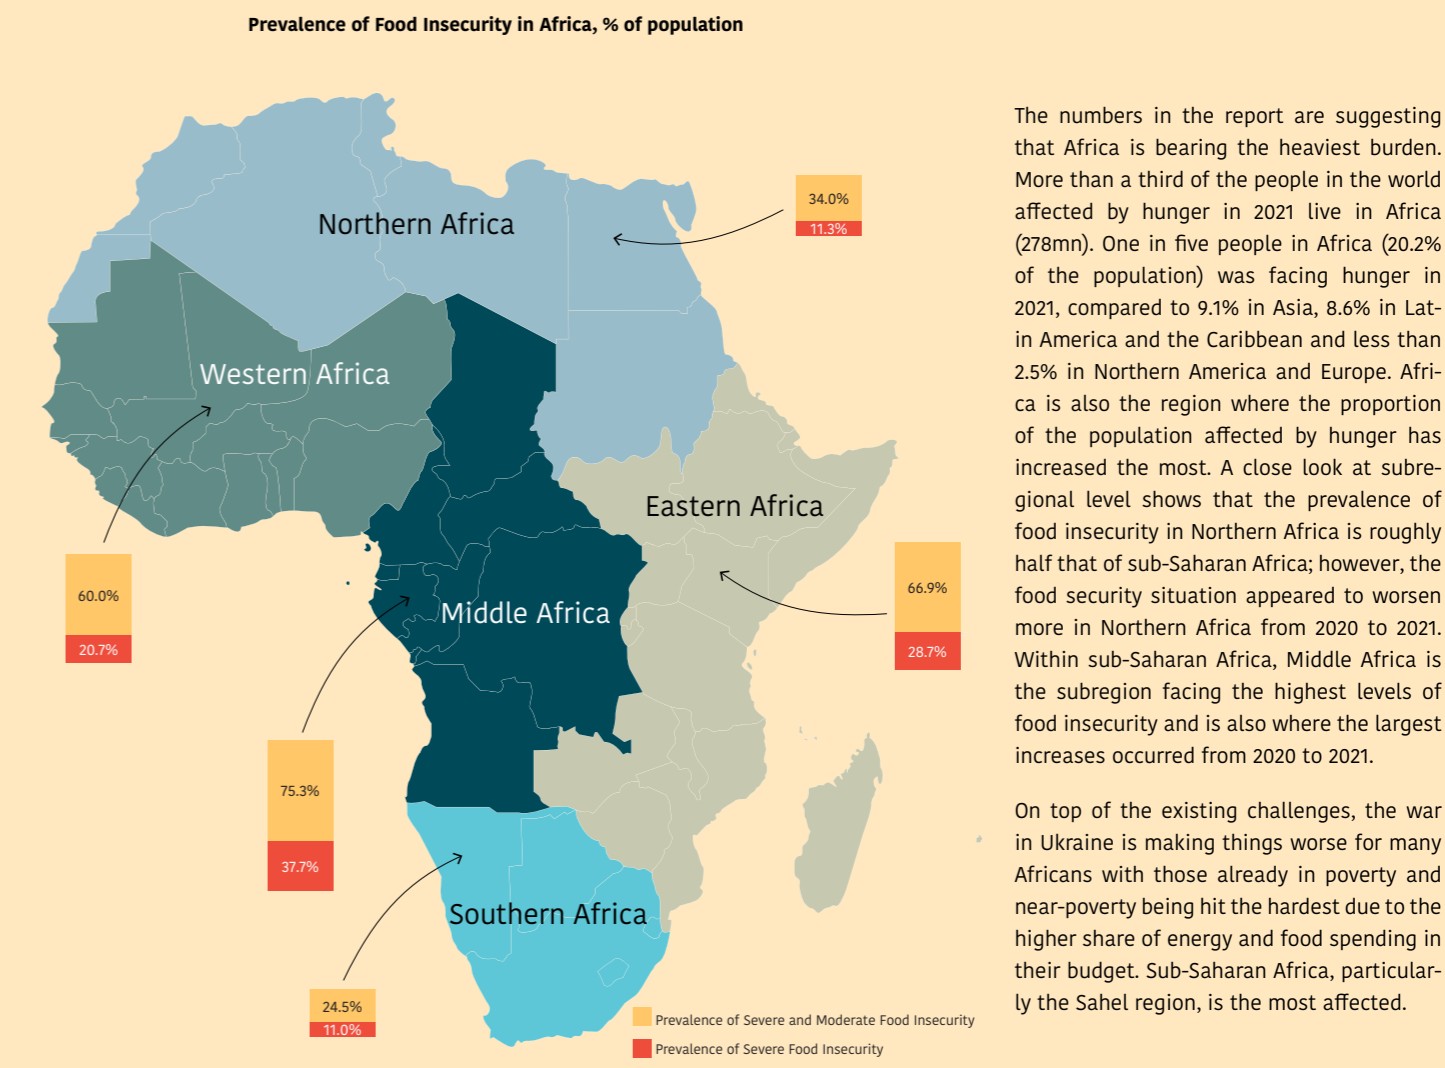 Prevalence of Food Insecurity in Africa, % of population
Northern Africa
34.0%
11.3%
Western Africa
Eastern Africa
60.0%
20.7%
66.9%
28.7%
Middle Africa
75.3%
37.7%
Southern Africa
24.5%
11.0%
Prevalence of Severe and Moderate Food Insecurity
Prevalence of Severe Food Insecurity
The numbers in the report are suggesting
that Africa is bearing the heaviest burden.
More than a third of the people in the world
affected by hunger in 2021 live in Africa
(278mn). One in five people in Africa (20.2%
of the population) was facing hunger in
2021, compared to 9.1% in Asia, 8.6% in Lat-
in America and the Caribbean and less than
2.5% in Northern America and Europe. Afri-
ca is also the region where the proportion
of the population affected by hunger has
increased the most. A close look at subre-
gional level shows that the prevalence of
food insecurity in Northern Africa is roughly
half that of sub-Saharan Africa; however, the
food security situation appeared to worsen
more in Northern Africa from 2020 to 2021.
Within sub-Saharan Africa, Middle Africa is
the subregion facing the highest levels of
food insecurity and is also where the largest
increases occurred from 2020 to 2021.
On top of the existing challenges, the war
in Ukraine is making things worse for many
Africans with those already in poverty and
near-poverty being hit the hardest due to the
higher share of energy and food spending in
their budget. Sub-Saharan Africa, particular-
ly the Sahel region, is the most affected.